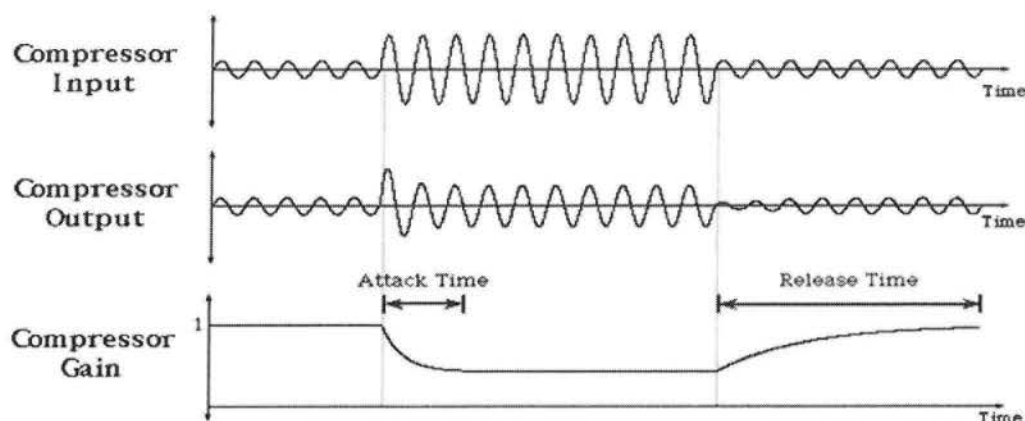 Compressor
Input
Time
Compressor
Output
Time
Attack Time
Release Time
1
Compressor
Gain
Time